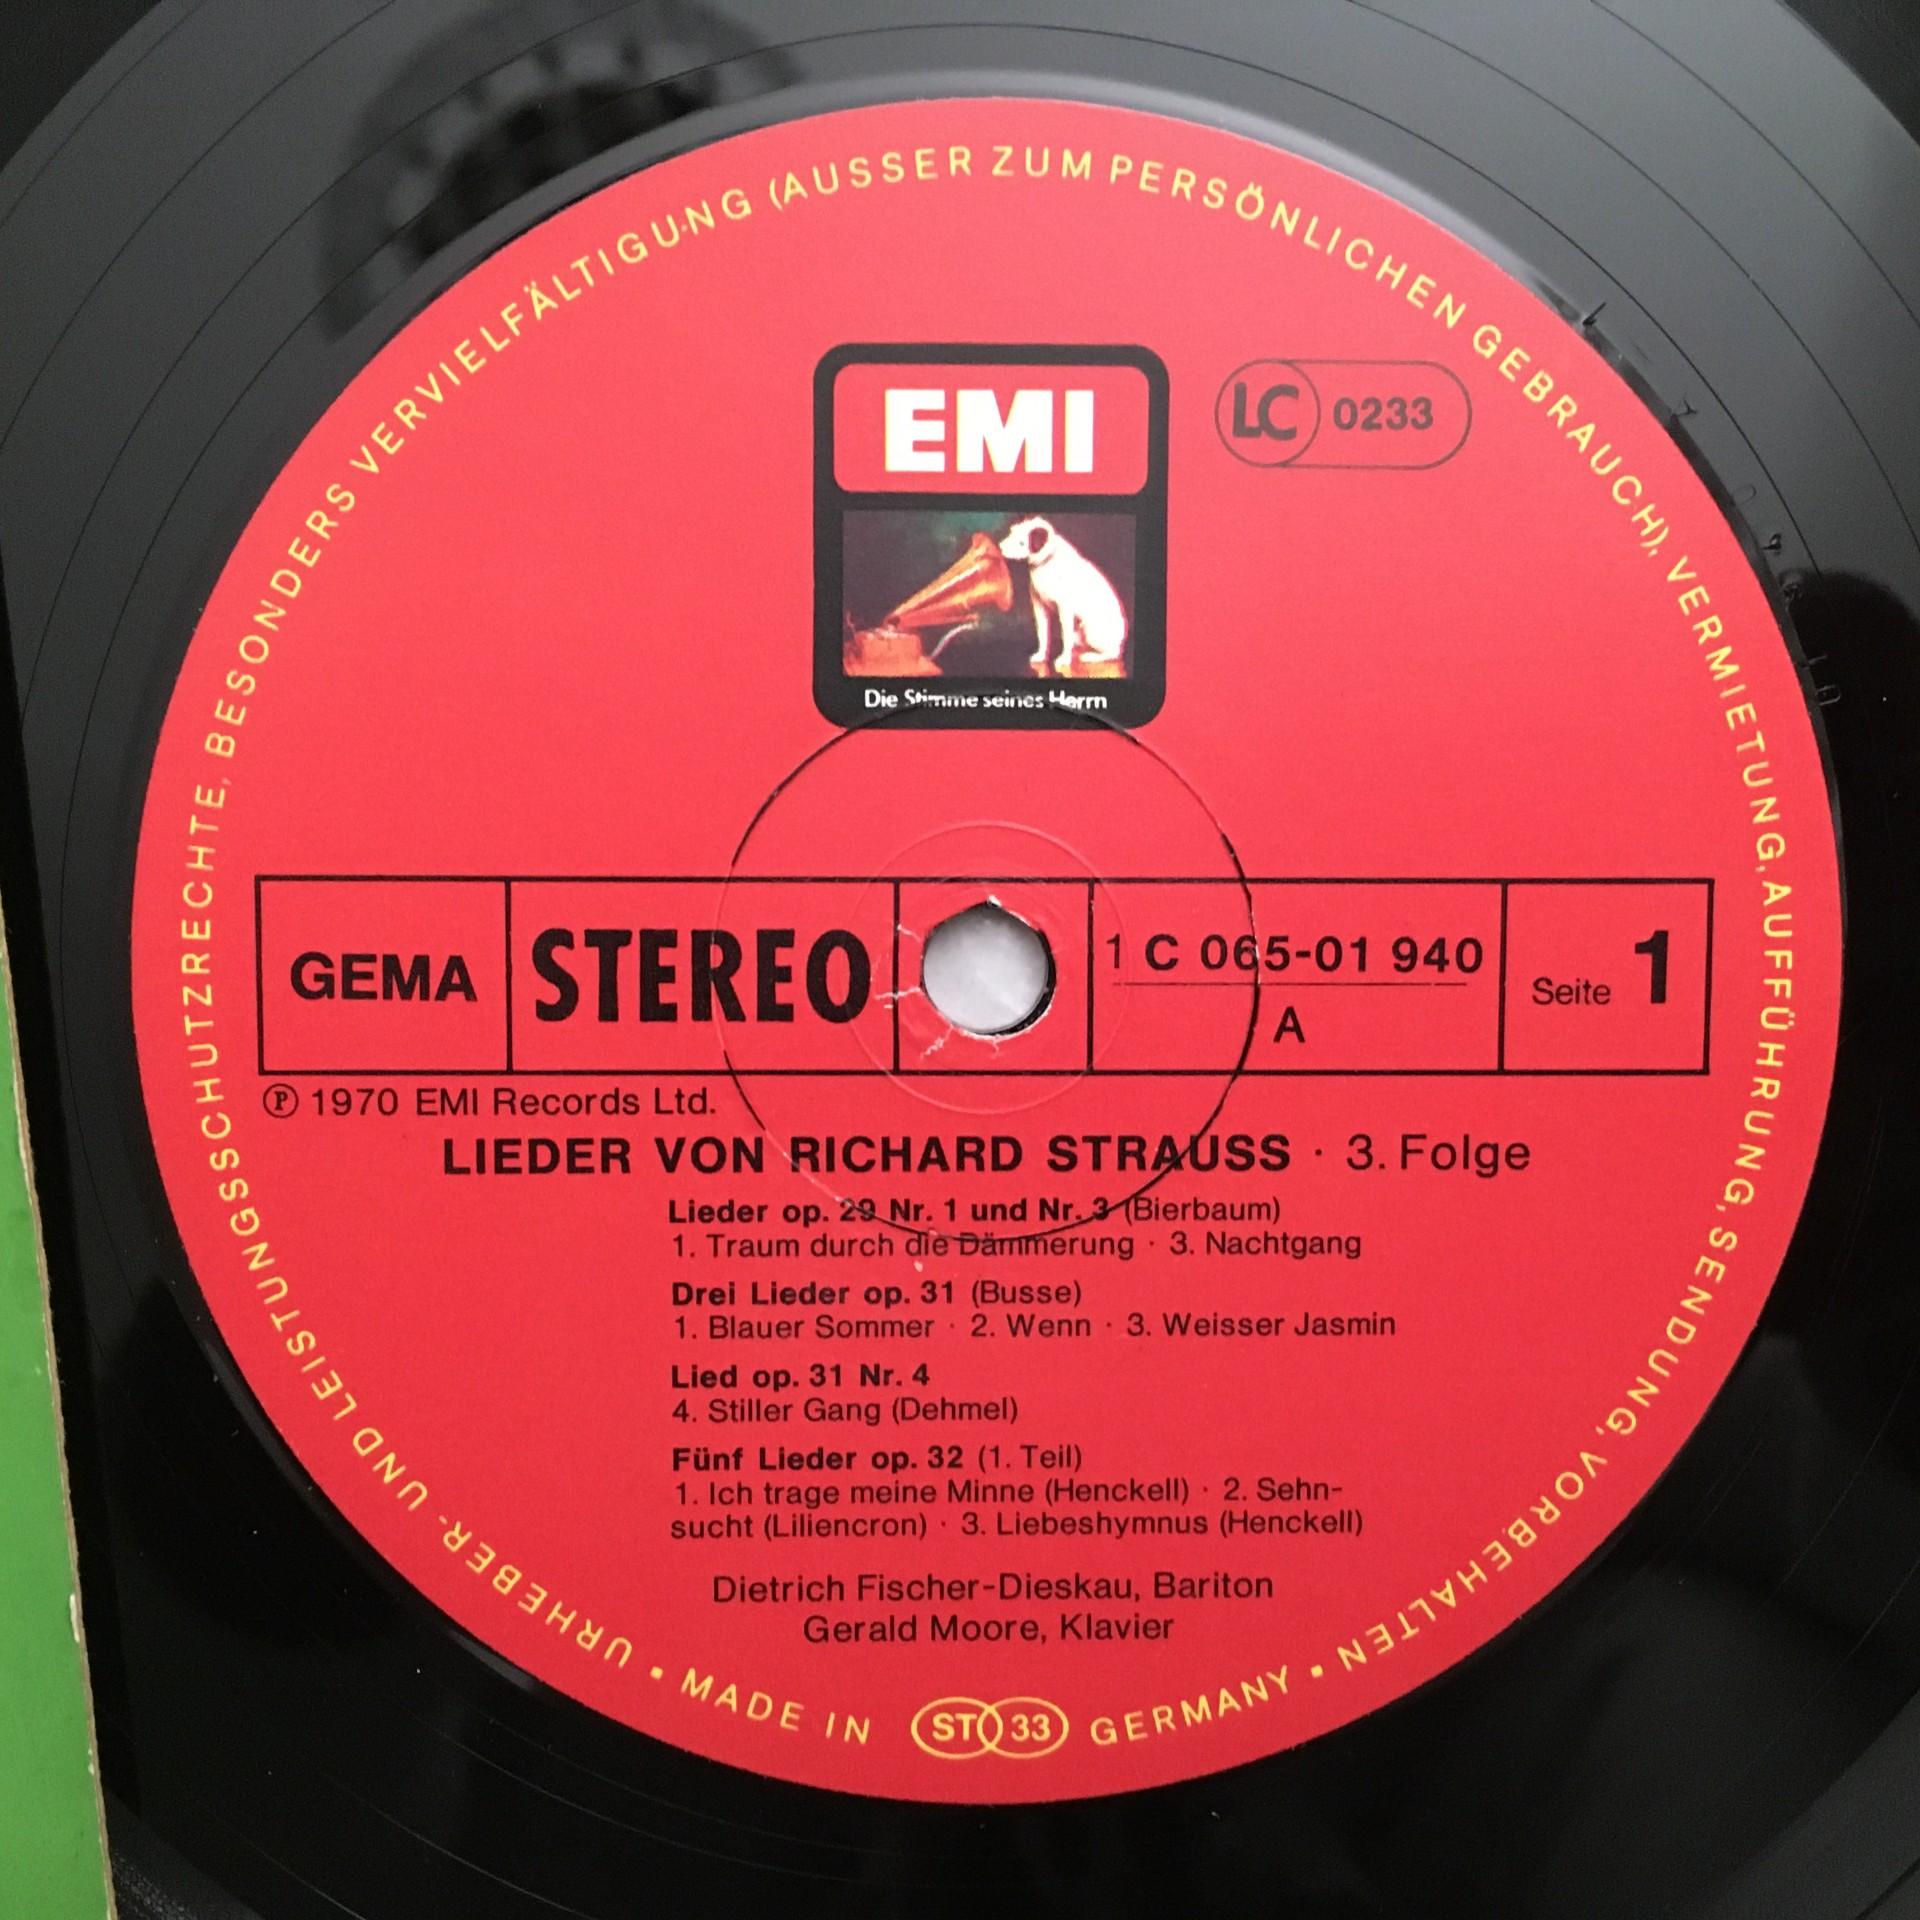 URHEBER- UND LEISTUNGSSCHUTZRECHTE, BESONDERS VERVIELFÄLTIGUNG (AUSSER ZUM PERSÖNLICHEN GEBRAUCH), VERMIETUNG, AUFFÜHRUNG, SENDUNG, VORBEHALTEN
EMI
LC 0233
Die Stimme seines Herrn
GEMA
STEREO
1 C 065-01 940
A
Seite 1
Ⓟ 1970 EMI Records Ltd.
LIEDER VON RICHARD STRAUSS · 3. Folge
Lieder op. 29 Nr. 1 und Nr. 3 (Bierbaum)
1. Traum durch die Dämmerung · 3. Nachtgang
Drei Lieder op. 31 (Busse)
1. Blauer Sommer · 2. Wenn · 3. Weisser Jasmin
Lied op. 31 Nr. 4
4. Stiller Gang (Dehmel)
Fünf Lieder op. 32 (1. Teil)
1. Ich trage meine Minne (Henckell) · 2. Sehn-
sucht (Liliencron) · 3. Liebeshymnus (Henckell)
Dietrich Fischer-Dieskau, Bariton
Gerald Moore, Klavier
▪ MADE IN ST 33 GERMANY ▪